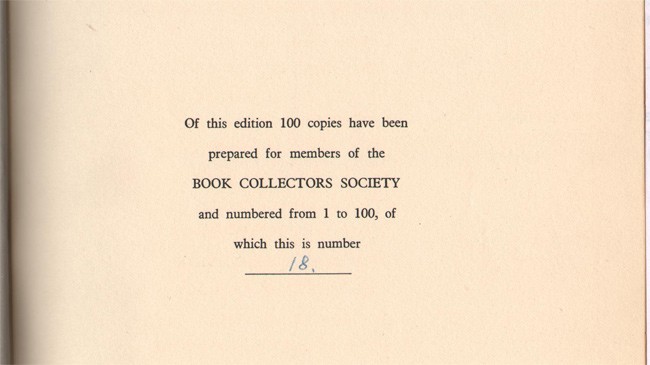 Of this edition 100 copies have been
prepared for members of the
BOOK COLLECTORS SOCIETY
and numbered from 1 to 100, of
which this is number
18.